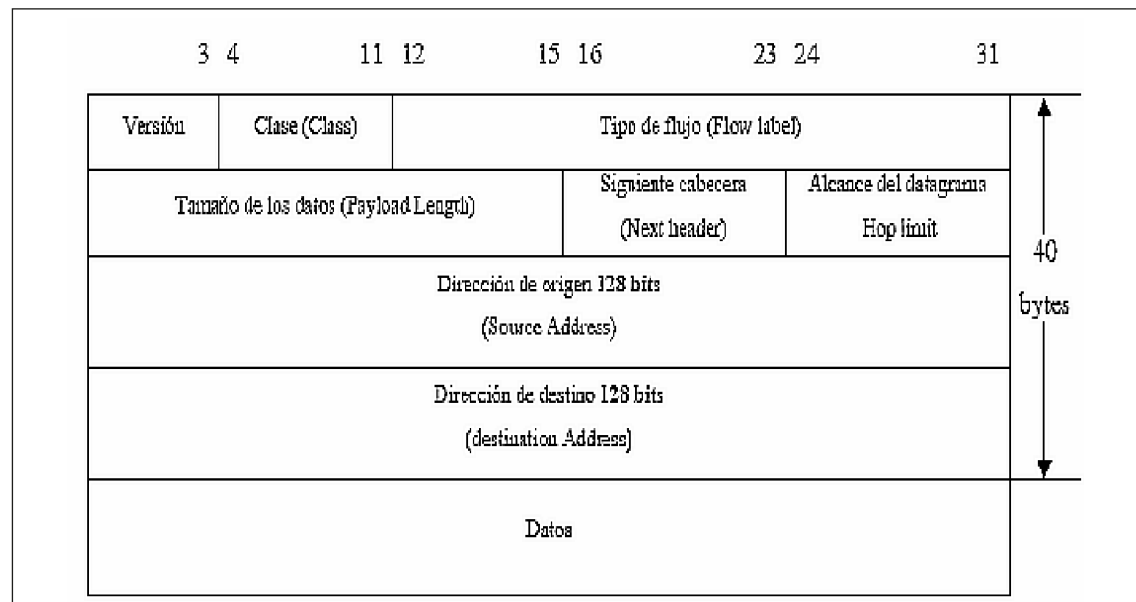 3 4 11 12 15 16 23 24 31
Versión Clase (Class) Tipo de flujo (Flow label)
Tamaño de los datos (Payload Length) Siguiente cabecera Alcance del datagrama
(Next header) Hop limit
40
bytes
Dirección de origen 128 bits
(Source Address)
Dirección de destino 128 bits
(destination Address)
Datos